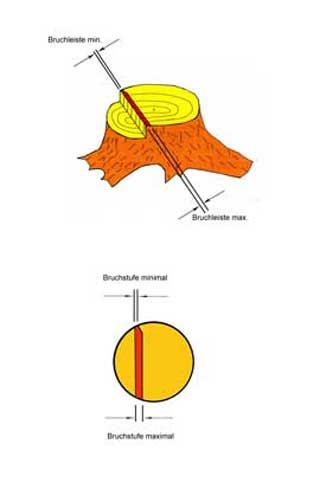 Bruchleiste min.
Bruchleiste max.
Bruchstufe minimal
Bruchstufe maximal